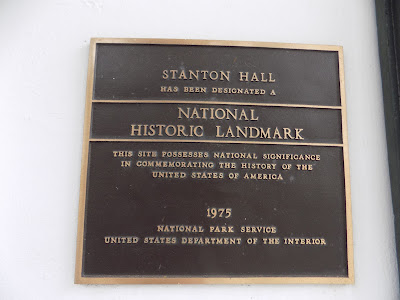 STANTON HALL
HAS BEEN DESIGNATED A
NATIONAL
HISTORIC LANDMARK
THIS SITE POSSESSES NATIONAL SIGNIFICANCE
IN COMMEMORATING THE HISTORY OF THE
UNITED STATES OF AMERICA
1975
NATIONAL PARK SERVICE
UNITED STATES DEPARTMENT OF THE INTERIOR